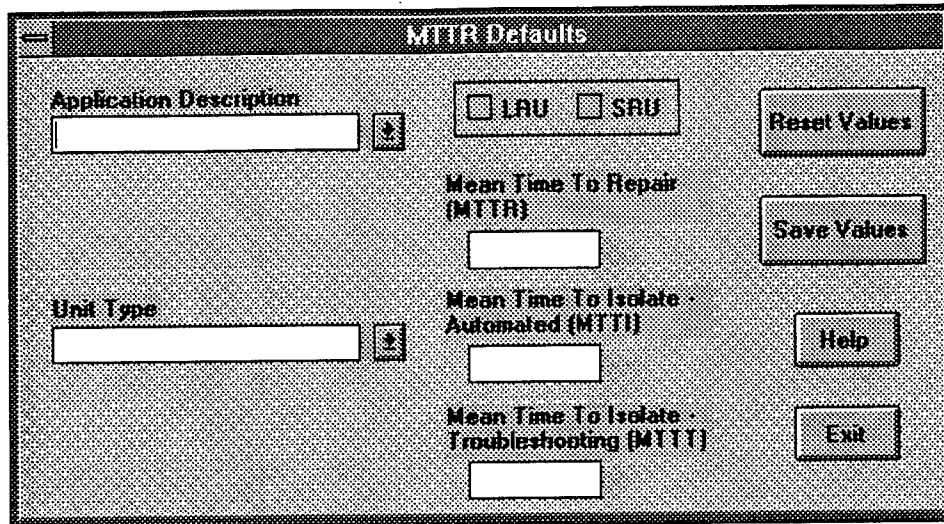 MTTR Defaults
Application Description
LRU
SRU
Reset Values
Mean Time To Repair
(MTTR)
Save Values
Unit Type
Mean Time To Isolate -
Automated (MTTI)
Help
Mean Time To Isolate -
Troubleshooting (MTTT)
Exit